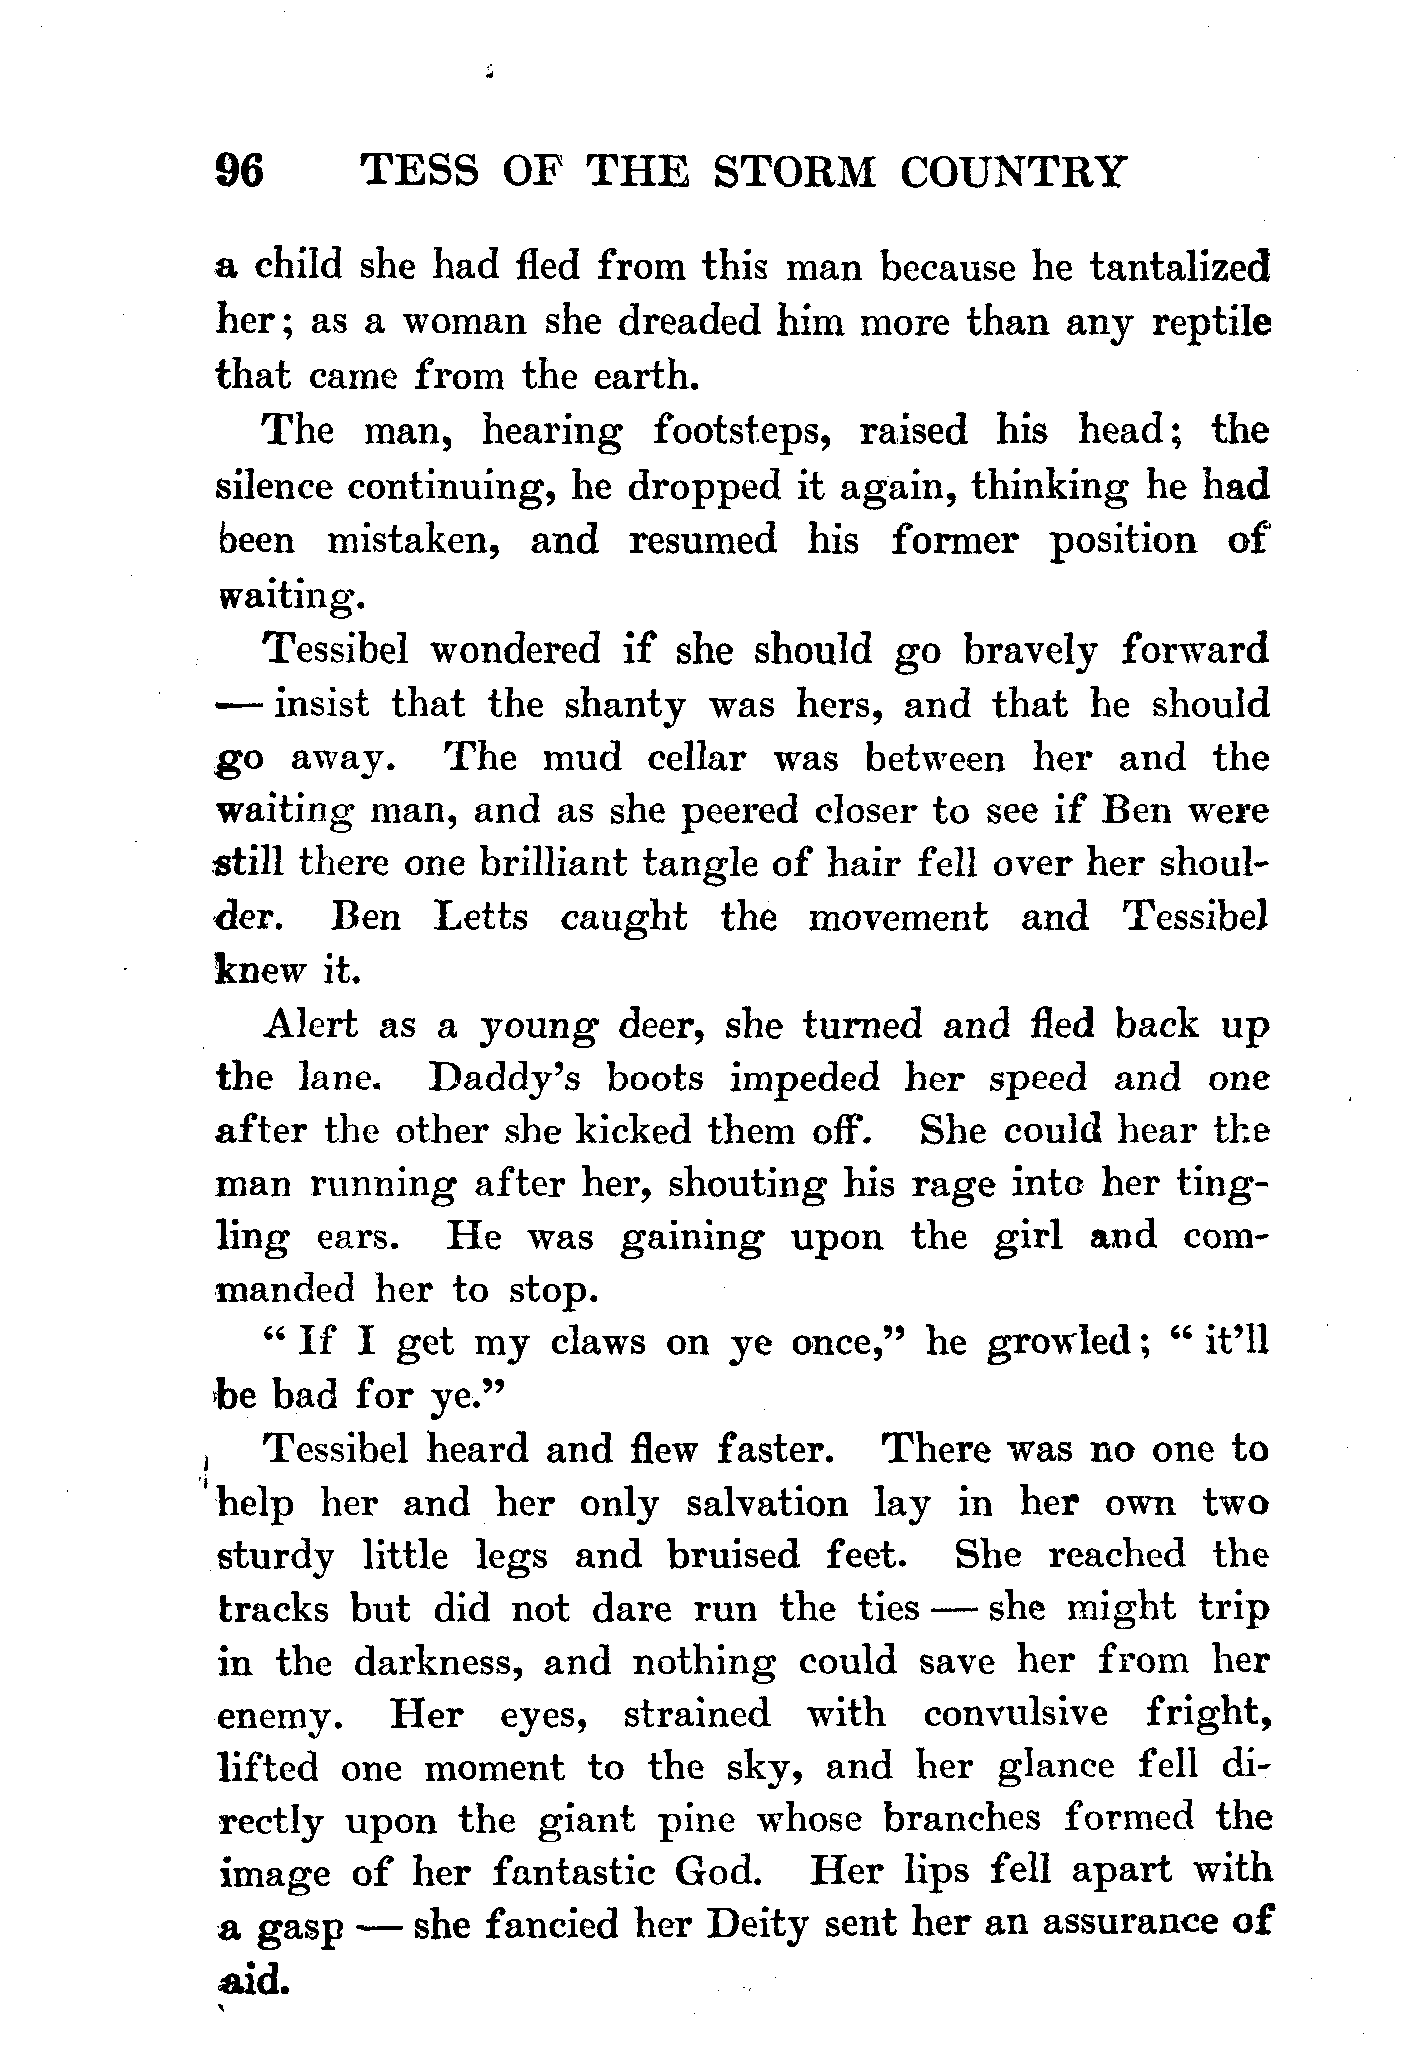 96 TESS OF THE STORM COUNTRY
a child she had fled from this man because he tantalized
her; as a woman she dreaded him more than any reptile
that came from the earth.
The man, hearing footsteps, raised his head; the
silence continuing, he dropped it again, thinking he had
been mistaken, and resumed his former position of
waiting.
Tessibel wondered if she should go bravely forward
— insist that the shanty was hers, and that he should
go away. The mud cellar was between her and the
waiting man, and as she peered closer to see if Ben were
still there one brilliant tangle of hair fell over her shoul-
der. Ben Letts caught the movement and Tessibel
knew it.
Alert as a young deer, she turned and fled back up
the lane. Daddy's boots impeded her speed and one
after the other she kicked them off. She could hear the
man running after her, shouting his rage into her ting-
ling ears. He was gaining upon the girl and com-
manded her to stop.
" If I get my claws on ye once," he growled; " it'll
be bad for ye."
Tessibel heard and flew faster. There was no one to
help her and her only salvation lay in her own two
sturdy little legs and bruised feet. She reached the
tracks but did not dare run the ties — she might trip
in the darkness, and nothing could save her from her
enemy. Her eyes, strained with convulsive fright,
lifted one moment to the sky, and her glance fell di-
rectly upon the giant pine whose branches formed the
image of her fantastic God. Her lips fell apart with
a gasp — she fancied her Deity sent her an assurance of
aid.